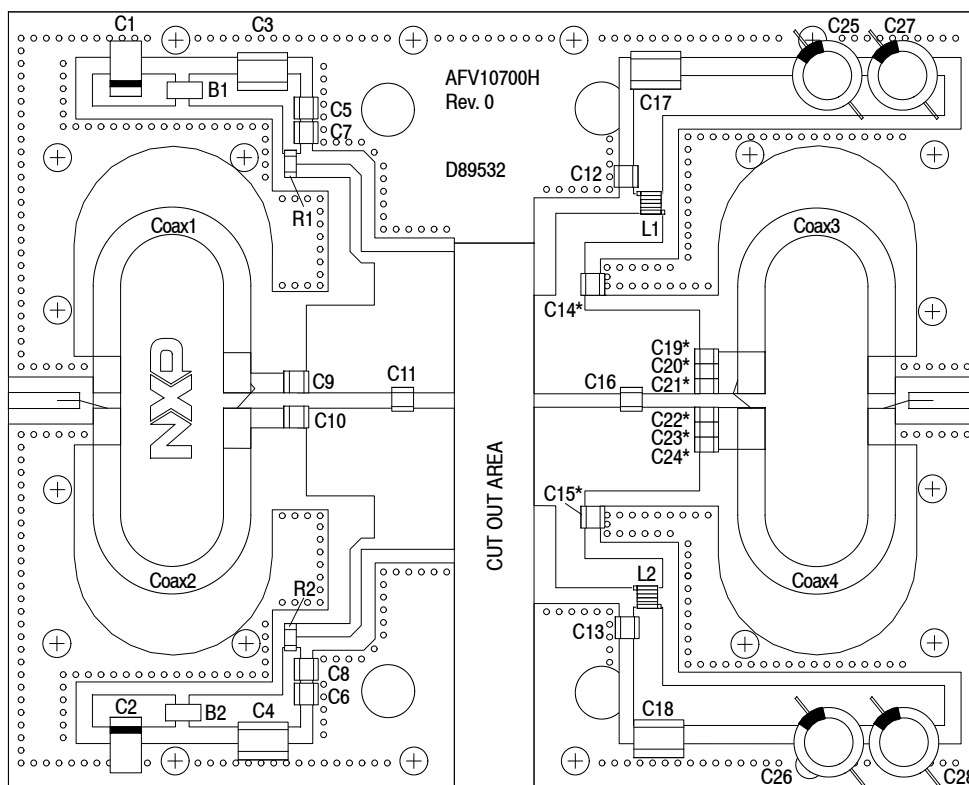 C1
C3
C25
C27
B1
AFV10700H
Rev. 0
C17
C5
C7
D89532
C12
R1
L1
Coax1
Coax3
C14*
NXP
C19*
C20*
C21*
C9
C11
C16
C10
C22*
C23*
C24*
CUT OUT AREA
C15*
Coax2
Coax4
L2
R2
C13
C8
C6
C2
B2
C4
C18
C26
C28